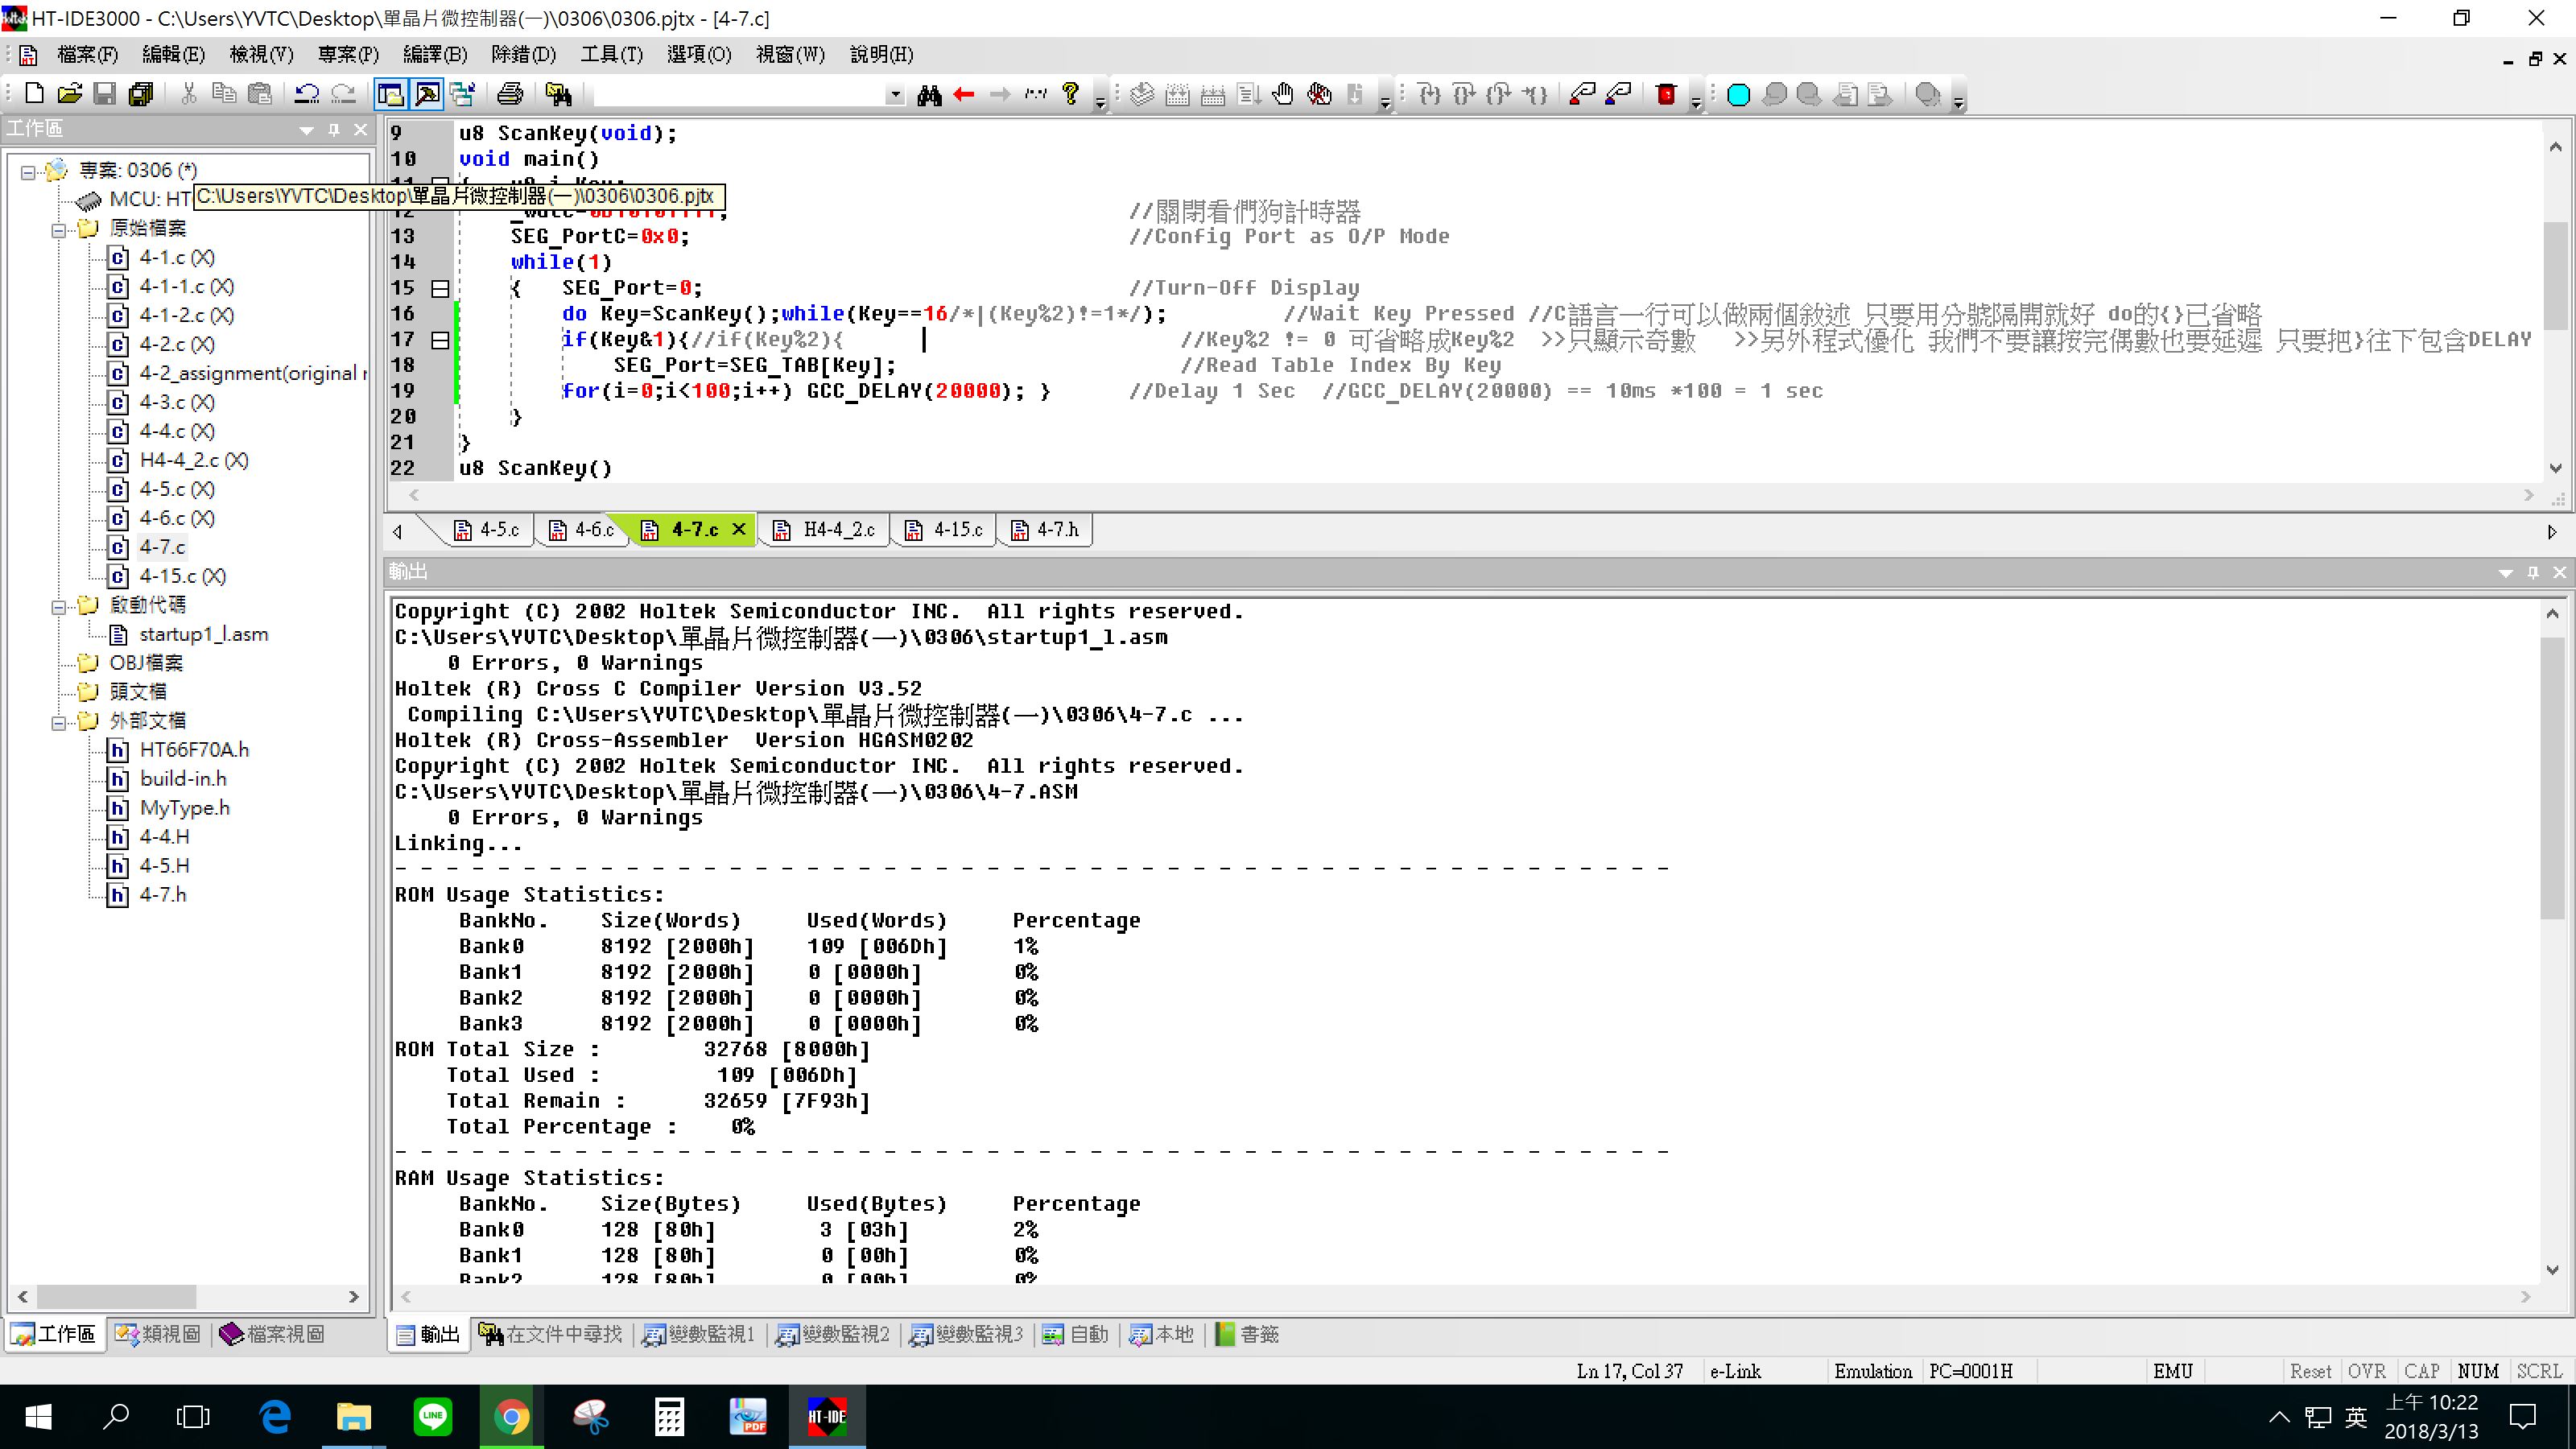 HT-IDE3000 - C:\Users\YVTC\Desktop\單晶片微控制器(一)\0306\0306.pjtx - [4-7.c]
檔案(F) 編輯(E) 檢視(V) 專案(P) 編譯(B) 除錯(D) 工具(T) 選項(O) 視窗(W) 說明(H)
工作區
專案: 0306 (*)
MCU: HT
C:\Users\YVTC\Desktop\單晶片微控制器(一)\0306\0306.pjtx
原始檔案
4-1.c (X)
4-1-1.c (X)
4-1-2.c (X)
4-2.c (X)
4-2_assignment(original r
4-3.c (X)
4-4.c (X)
H4-4_2.c (X)
4-5.c (X)
4-6.c (X)
4-7.c
4-15.c (X)
啟動代碼
startup1_l.asm
OBJ檔案
頭文檔
外部文檔
HT66F70A.h
build-in.h
MyType.h
4-4.H
4-5.H
4-7.h
工作區 類視圖 檔案視圖
9 u8 ScanKey(void);
10 void main()
//關閉看們狗計時器
13 SEG_PortC=0x0; //Config Port as O/P Mode
14 while(1)
15 { SEG_Port=0; //Turn-Off Display
16 do Key=ScanKey();while(Key==16/*|(Key%2)!=1*/); //Wait Key Pressed //C語言一行可以做兩個敘述 只要用分號隔開就好 do的{}已省略
17 if(Key&1){//if(Key%2){ //Key%2 != 0 可省略成Key%2 >>只顯示奇數 >>另外程式優化 我們不要讓按完偶數也要延遲 只要把}往下包含DELAY
18 SEG_Port=SEG_TAB[Key]; //Read Table Index By Key
19 for(i=0;i<100;i++) GCC_DELAY(20000); } //Delay 1 Sec //GCC_DELAY(20000) == 10ms *100 = 1 sec
20 }
21 }
22 u8 ScanKey()
4-5.c 4-6.c 4-7.c H4-4_2.c 4-15.c 4-7.h
輸出
Copyright (C) 2002 Holtek Semiconductor INC. All rights reserved.
C:\Users\YVTC\Desktop\單晶片微控制器(一)\0306\startup1_l.asm
0 Errors, 0 Warnings
Holtek (R) Cross C Compiler Version V3.52
Compiling C:\Users\YVTC\Desktop\單晶片微控制器(一)\0306\4-7.c ...
Holtek (R) Cross-Assembler Version HGASM0202
Copyright (C) 2002 Holtek Semiconductor INC. All rights reserved.
C:\Users\YVTC\Desktop\單晶片微控制器(一)\0306\4-7.ASM
0 Errors, 0 Warnings
Linking...
- - - - - - - - - - - - - - - - - - - - - - - - - - - - - - - - - - - - - - - - - - - - - - - - - -
ROM Usage Statistics:
BankNo. Size(Words) Used(Words) Percentage
Bank0 8192 [2000h] 109 [006Dh] 1%
Bank1 8192 [2000h] 0 [0000h] 0%
Bank2 8192 [2000h] 0 [0000h] 0%
Bank3 8192 [2000h] 0 [0000h] 0%
ROM Total Size : 32768 [8000h]
Total Used : 109 [006Dh]
Total Remain : 32659 [7F93h]
Total Percentage : 0%
- - - - - - - - - - - - - - - - - - - - - - - - - - - - - - - - - - - - - - - - - - - - - - - - - -
RAM Usage Statistics:
BankNo. Size(Bytes) Used(Bytes) Percentage
Bank0 128 [80h] 3 [03h] 2%
Bank1 128 [80h] 0 [00h] 0%
Bank2 128 [80h] 0 [00h] 0%
輸出 在文件中尋找 變數監視1 變數監視2 變數監視3 自動 本地 書籤
Ln 17, Col 37 e-Link Emulation PC=0001H EMU Reset OVR CAP NUM SCRL
LINE PDF HT-IDE 英 上午 10:22
2018/3/13